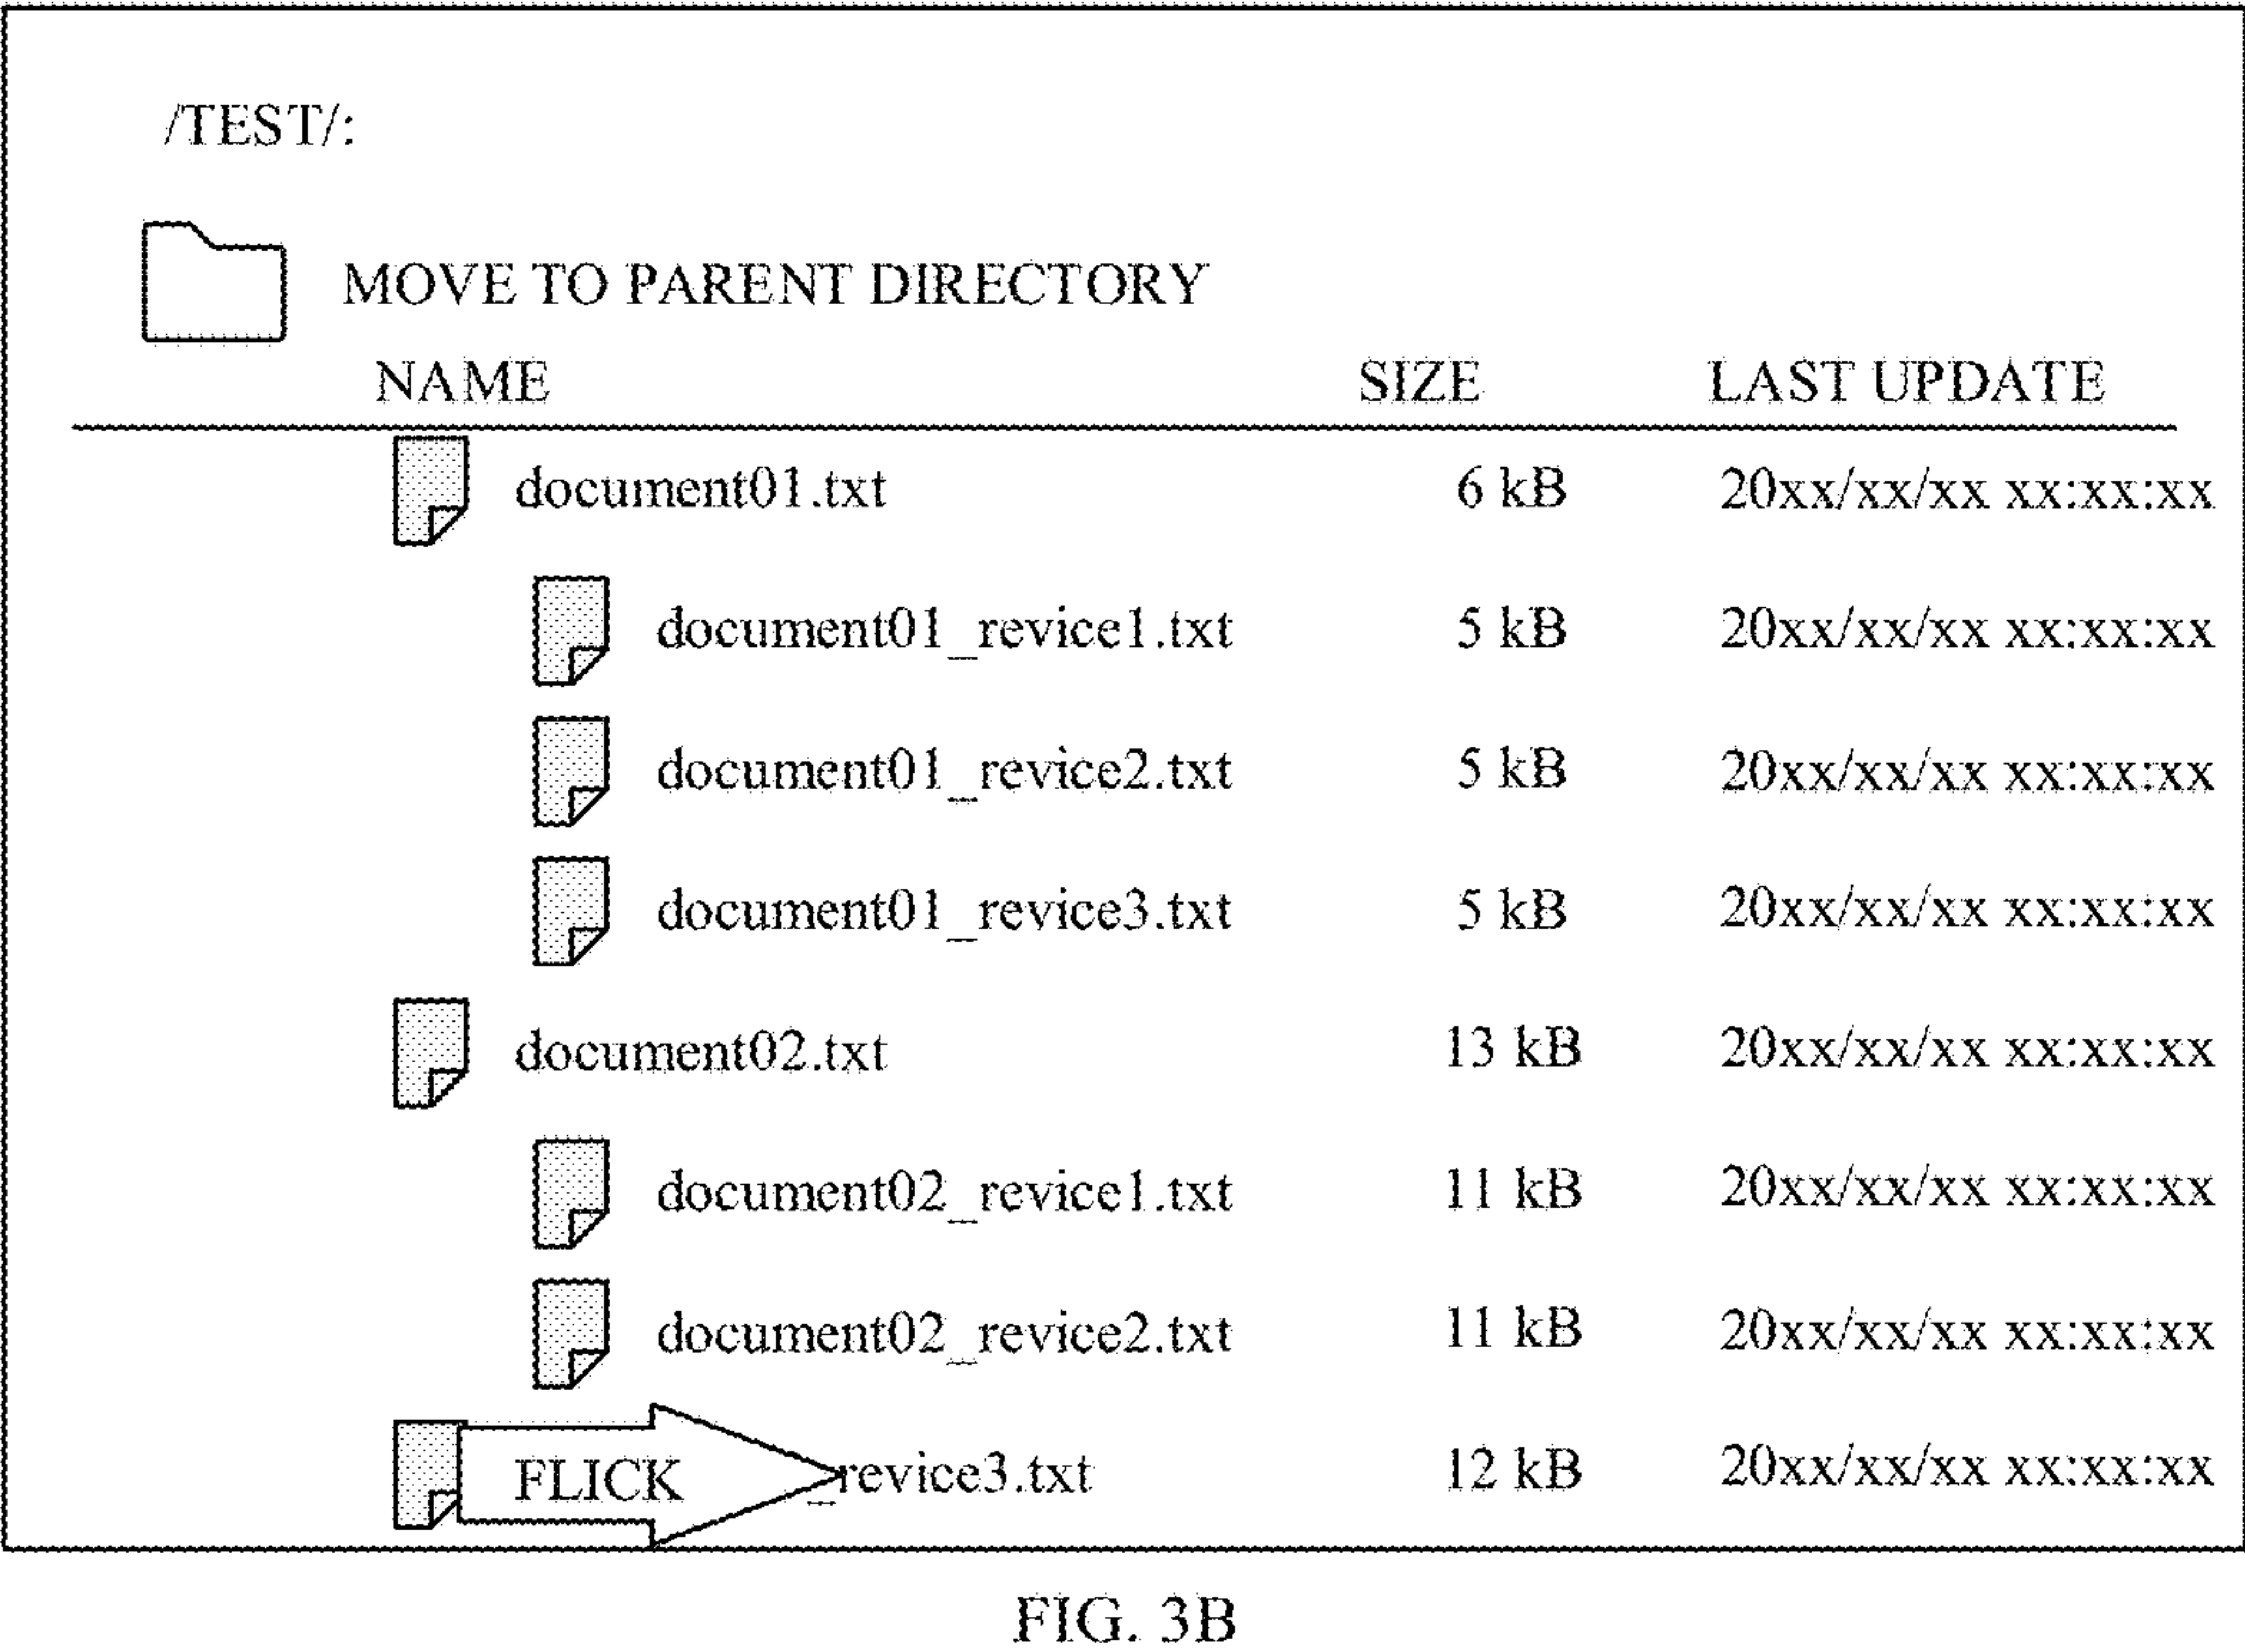 /TEST/:
MOVE TO PARENT DIRECTORY
NAME SIZE LAST UPDATE
document01.txt 6 kB 20xx/xx/xx xx:xx:xx
document01_revice1.txt 5 kB 20xx/xx/xx xx:xx:xx
document01_revice2.txt 5 kB 20xx/xx/xx xx:xx:xx
document01_revice3.txt 5 kB 20xx/xx/xx xx:xx:xx
document02.txt 13 kB 20xx/xx/xx xx:xx:xx
document02_revice1.txt 11 kB 20xx/xx/xx xx:xx:xx
document02_revice2.txt 11 kB 20xx/xx/xx xx:xx:xx
FLICK _revice3.txt 12 kB 20xx/xx/xx xx:xx:xx
FIG. 3B